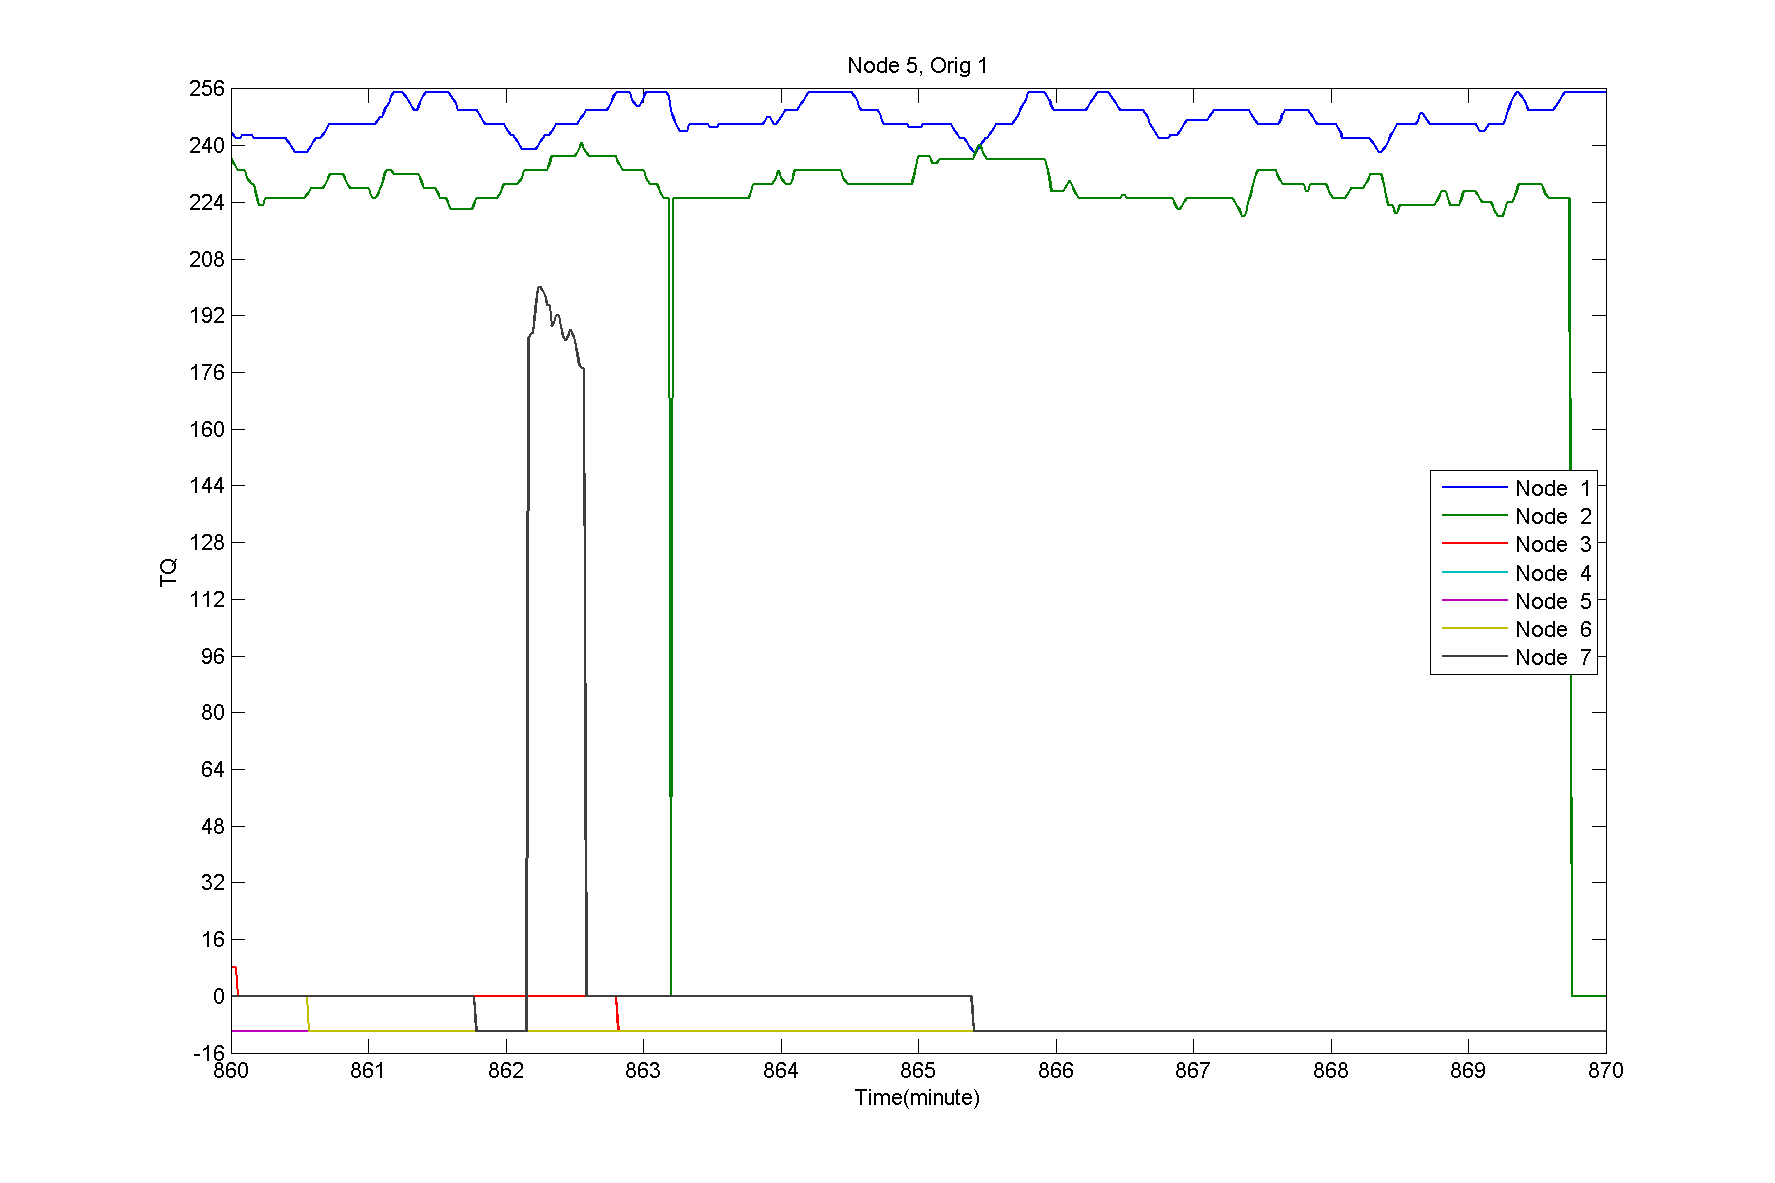 Node 5, Orig 1
256
240
224
208
192
176
160
144
128
112
96
80
64
48
32
16
0
-16
TQ
Node 1
Node 2
Node 3
Node 4
Node 5
Node 6
Node 7
860 861 862 863 864 865 866 867 868 869 870
Time(minute)